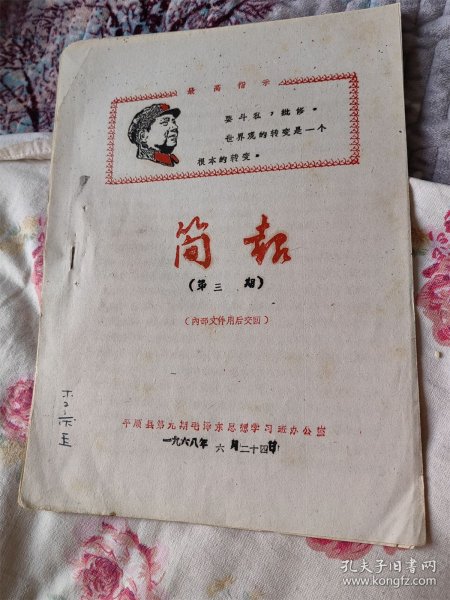 最高指示
要斗私，批修。
世界观的转变是一个
根本的转变。
简报
（第三期）
（内部文件用后交回）
平顺县第九期毛泽东思想学习班办公室
一九六八年六月二十四日
孔夫子旧书网
www.kongfz.com